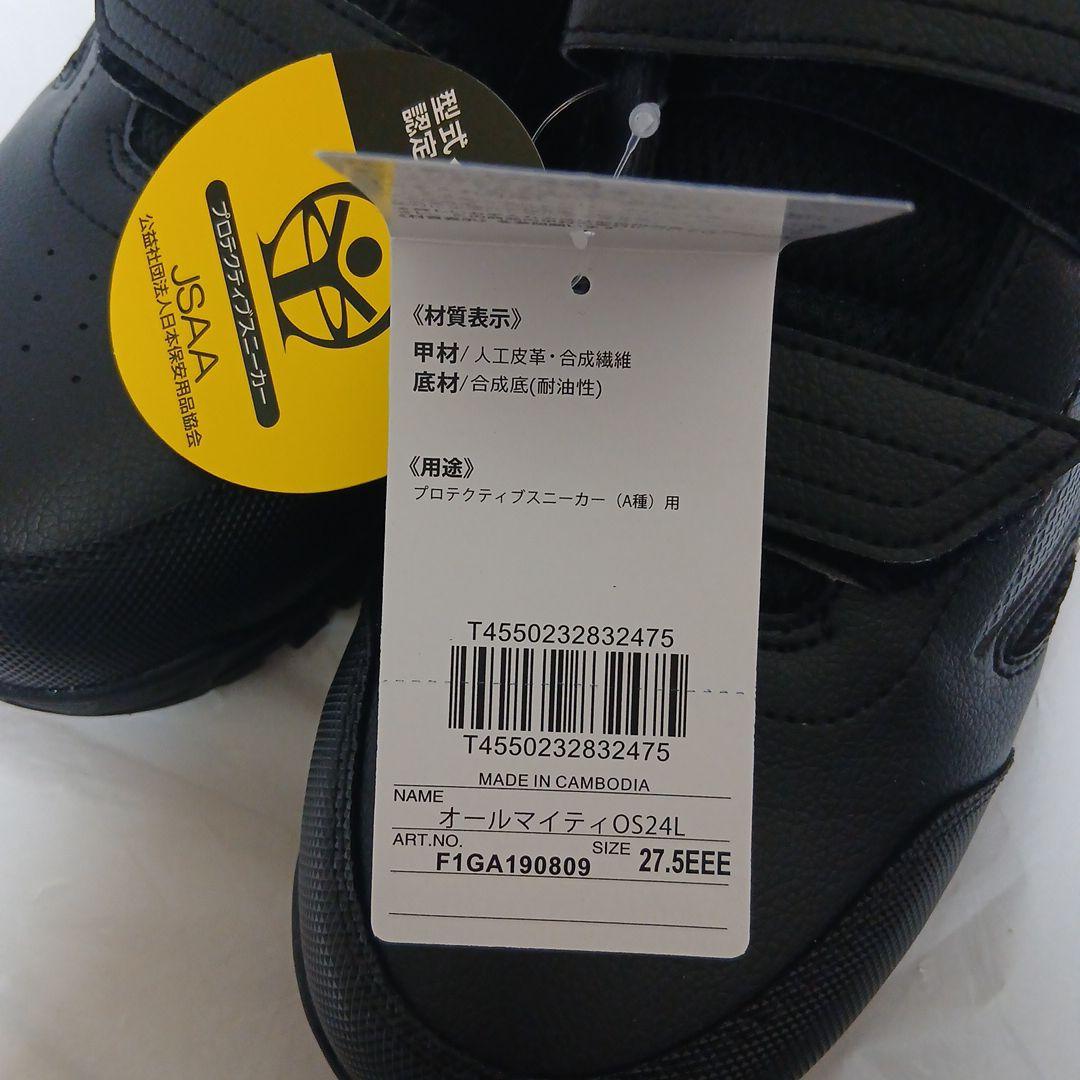 型式
認定
プロテクティブスニーカー
JSAA
公益社団法人日本保安用品協会
《材質表示》
甲材/人工皮革・合成繊維
底材/合成底(耐油性)
《用途》
プロテクティブスニーカー（A種）用
T4550232832475
T4550232832475
MADE IN CAMBODIA
NAME
オールマイティOS24L
ART.NO.
F1GA190809
SIZE 27.5EEE